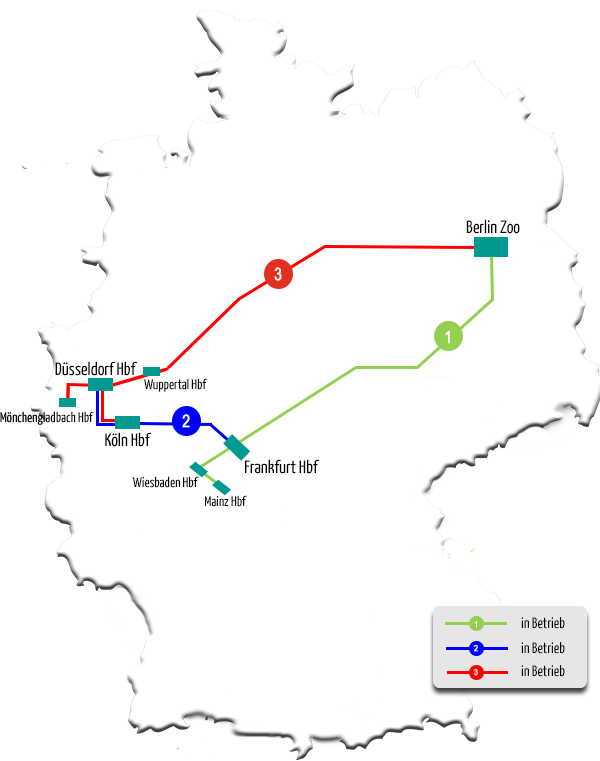 Berlin Zoo
3
1
Düsseldorf Hbf
Wuppertal Hbf
Mönchengladbach Hbf
2
Köln Hbf
Frankfurt Hbf
Wiesbaden Hbf
Mainz Hbf
1 in Betrieb
2 in Betrieb
3 in Betrieb